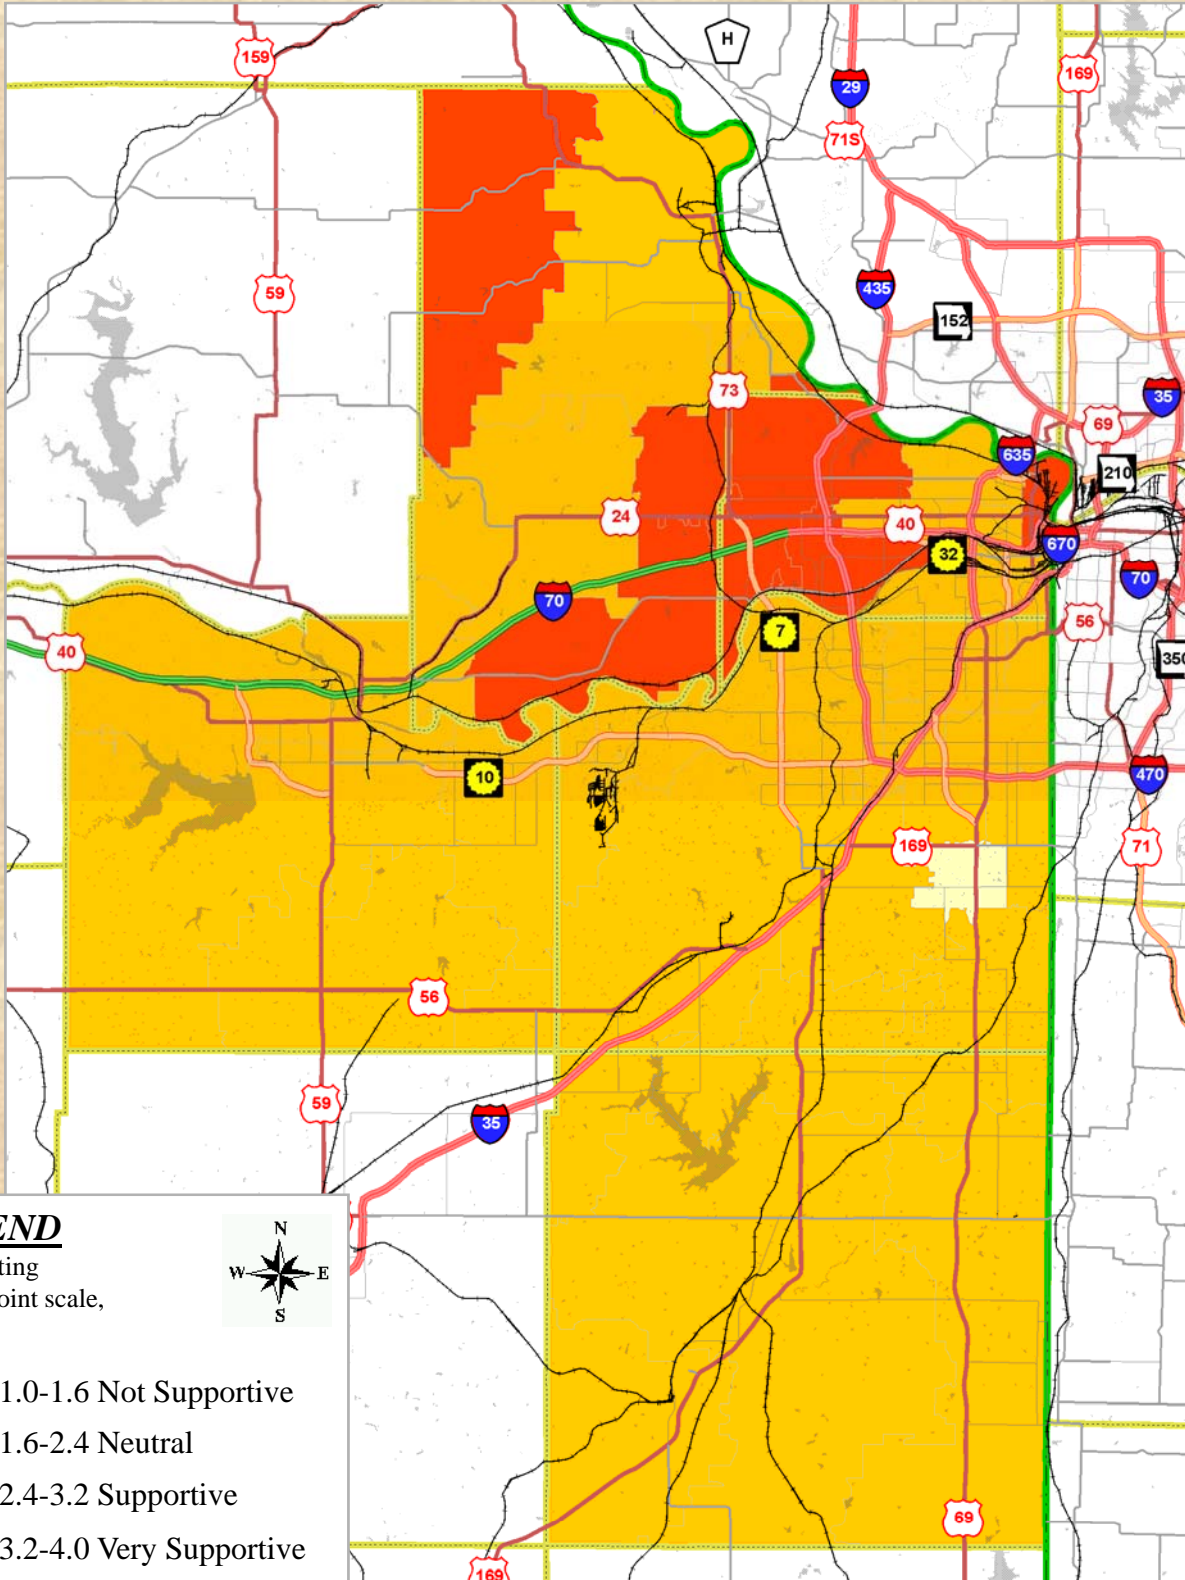 H
159
29
169
71S
59
435
152
73
35
69
635
210
24
40
32
670
70
70
7
56
40
350
10
470
169
71
56
59
35
END
ting
oint scale,
N
W E
S
1.0-1.6 Not Supportive
1.6-2.4 Neutral
2.4-3.2 Supportive
3.2-4.0 Very Supportive
69
169